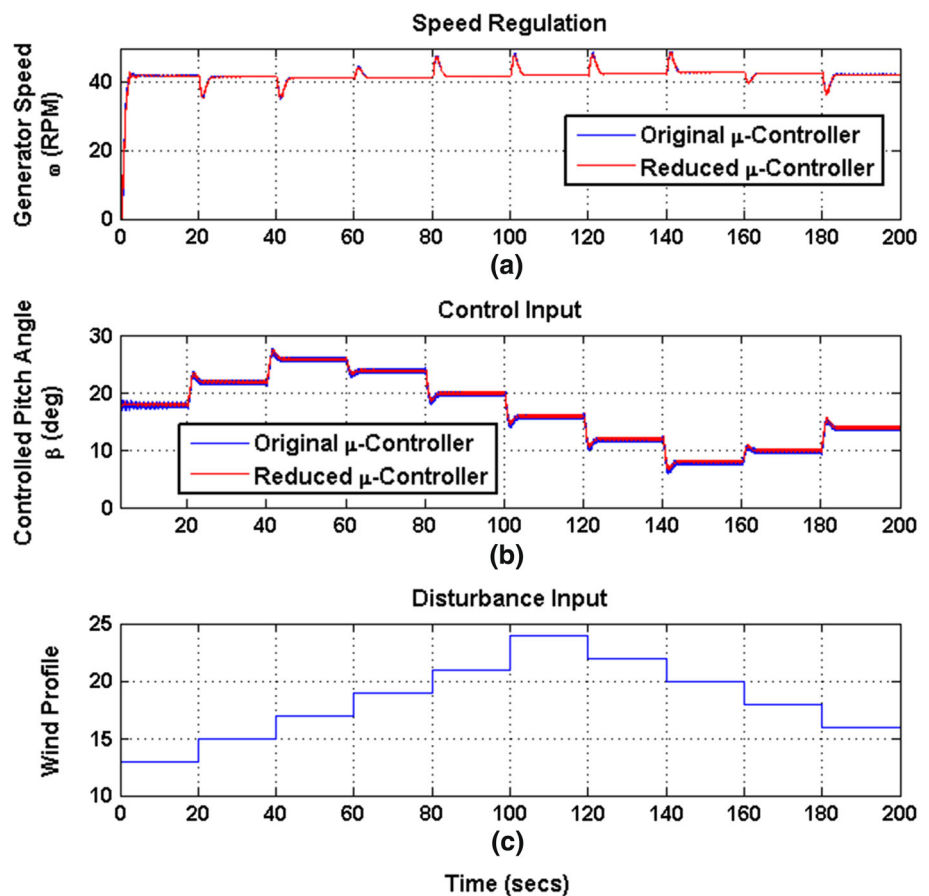 Speed Regulation
Generator Speed
ω (RPM)
40
20
0
Original μ-Controller
Reduced μ-Controller
0 20 40 60 80 100 120 140 160 180 200
(a)
Control Input
Controlled Pitch Angle
β (deg)
30
20
10
0
Original μ-Controller
Reduced μ-Controller
20 40 60 80 100 120 140 160 180 200
(b)
Disturbance Input
Wind Profile
25
20
15
10
0 20 40 60 80 100 120 140 160 180 200
(c)
Time (secs)